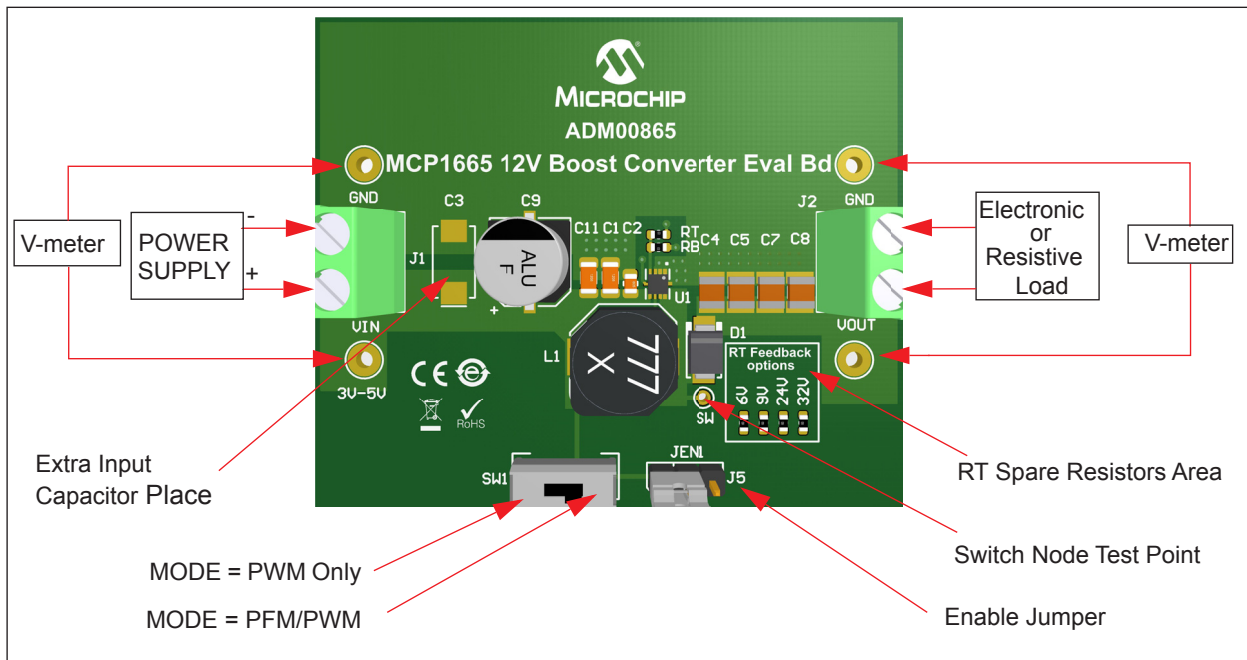 MICROCHIP
ADM00865
MCP1665 12V Boost Converter Eval Bd
GND
C3
C9
J2
GND
V-meter
POWER
SUPPLY
-
+
J1
ALU
F
+
C11 C1 C2
RT
RB
U1
C4 C5 C7 C8
Electronic
or
Resistive
Load
V-meter
VIN
VOUT
3V-5V
L1
777
X
D1
RT Feedback
options
6V 9V 24V 32V
SW
CE
e
RoHS
Extra Input
Capacitor Place
SW1
JEN1
J5
RT Spare Resistors Area
Switch Node Test Point
Enable Jumper
MODE = PWM Only
MODE = PFM/PWM